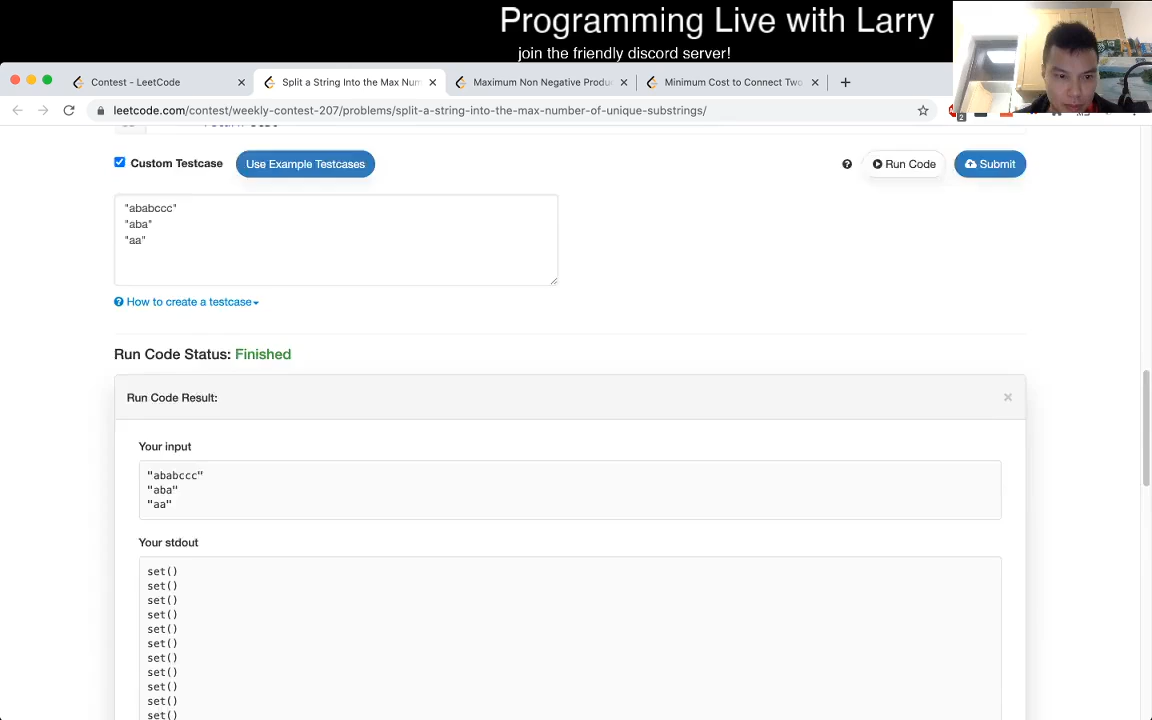 Programming Live with Larry
join the friendly discord server!
Contest - LeetCode
Split a String Into the Max Num
Maximum Non Negative Produ
Minimum Cost to Connect Two
leetcode.com/contest/weekly-contest-207/problems/split-a-string-into-the-max-number-of-unique-substrings/
2
Custom Testcase
Use Example Testcases
Run Code
Submit
"ababccc"
"aba"
"aa"
How to create a testcase
Run Code Status: Finished
Run Code Result:
Your input
"ababccc"
"aba"
"aa"
Your stdout
set()
set()
set()
set()
set()
set()
set()
set()
set()
set()
set()